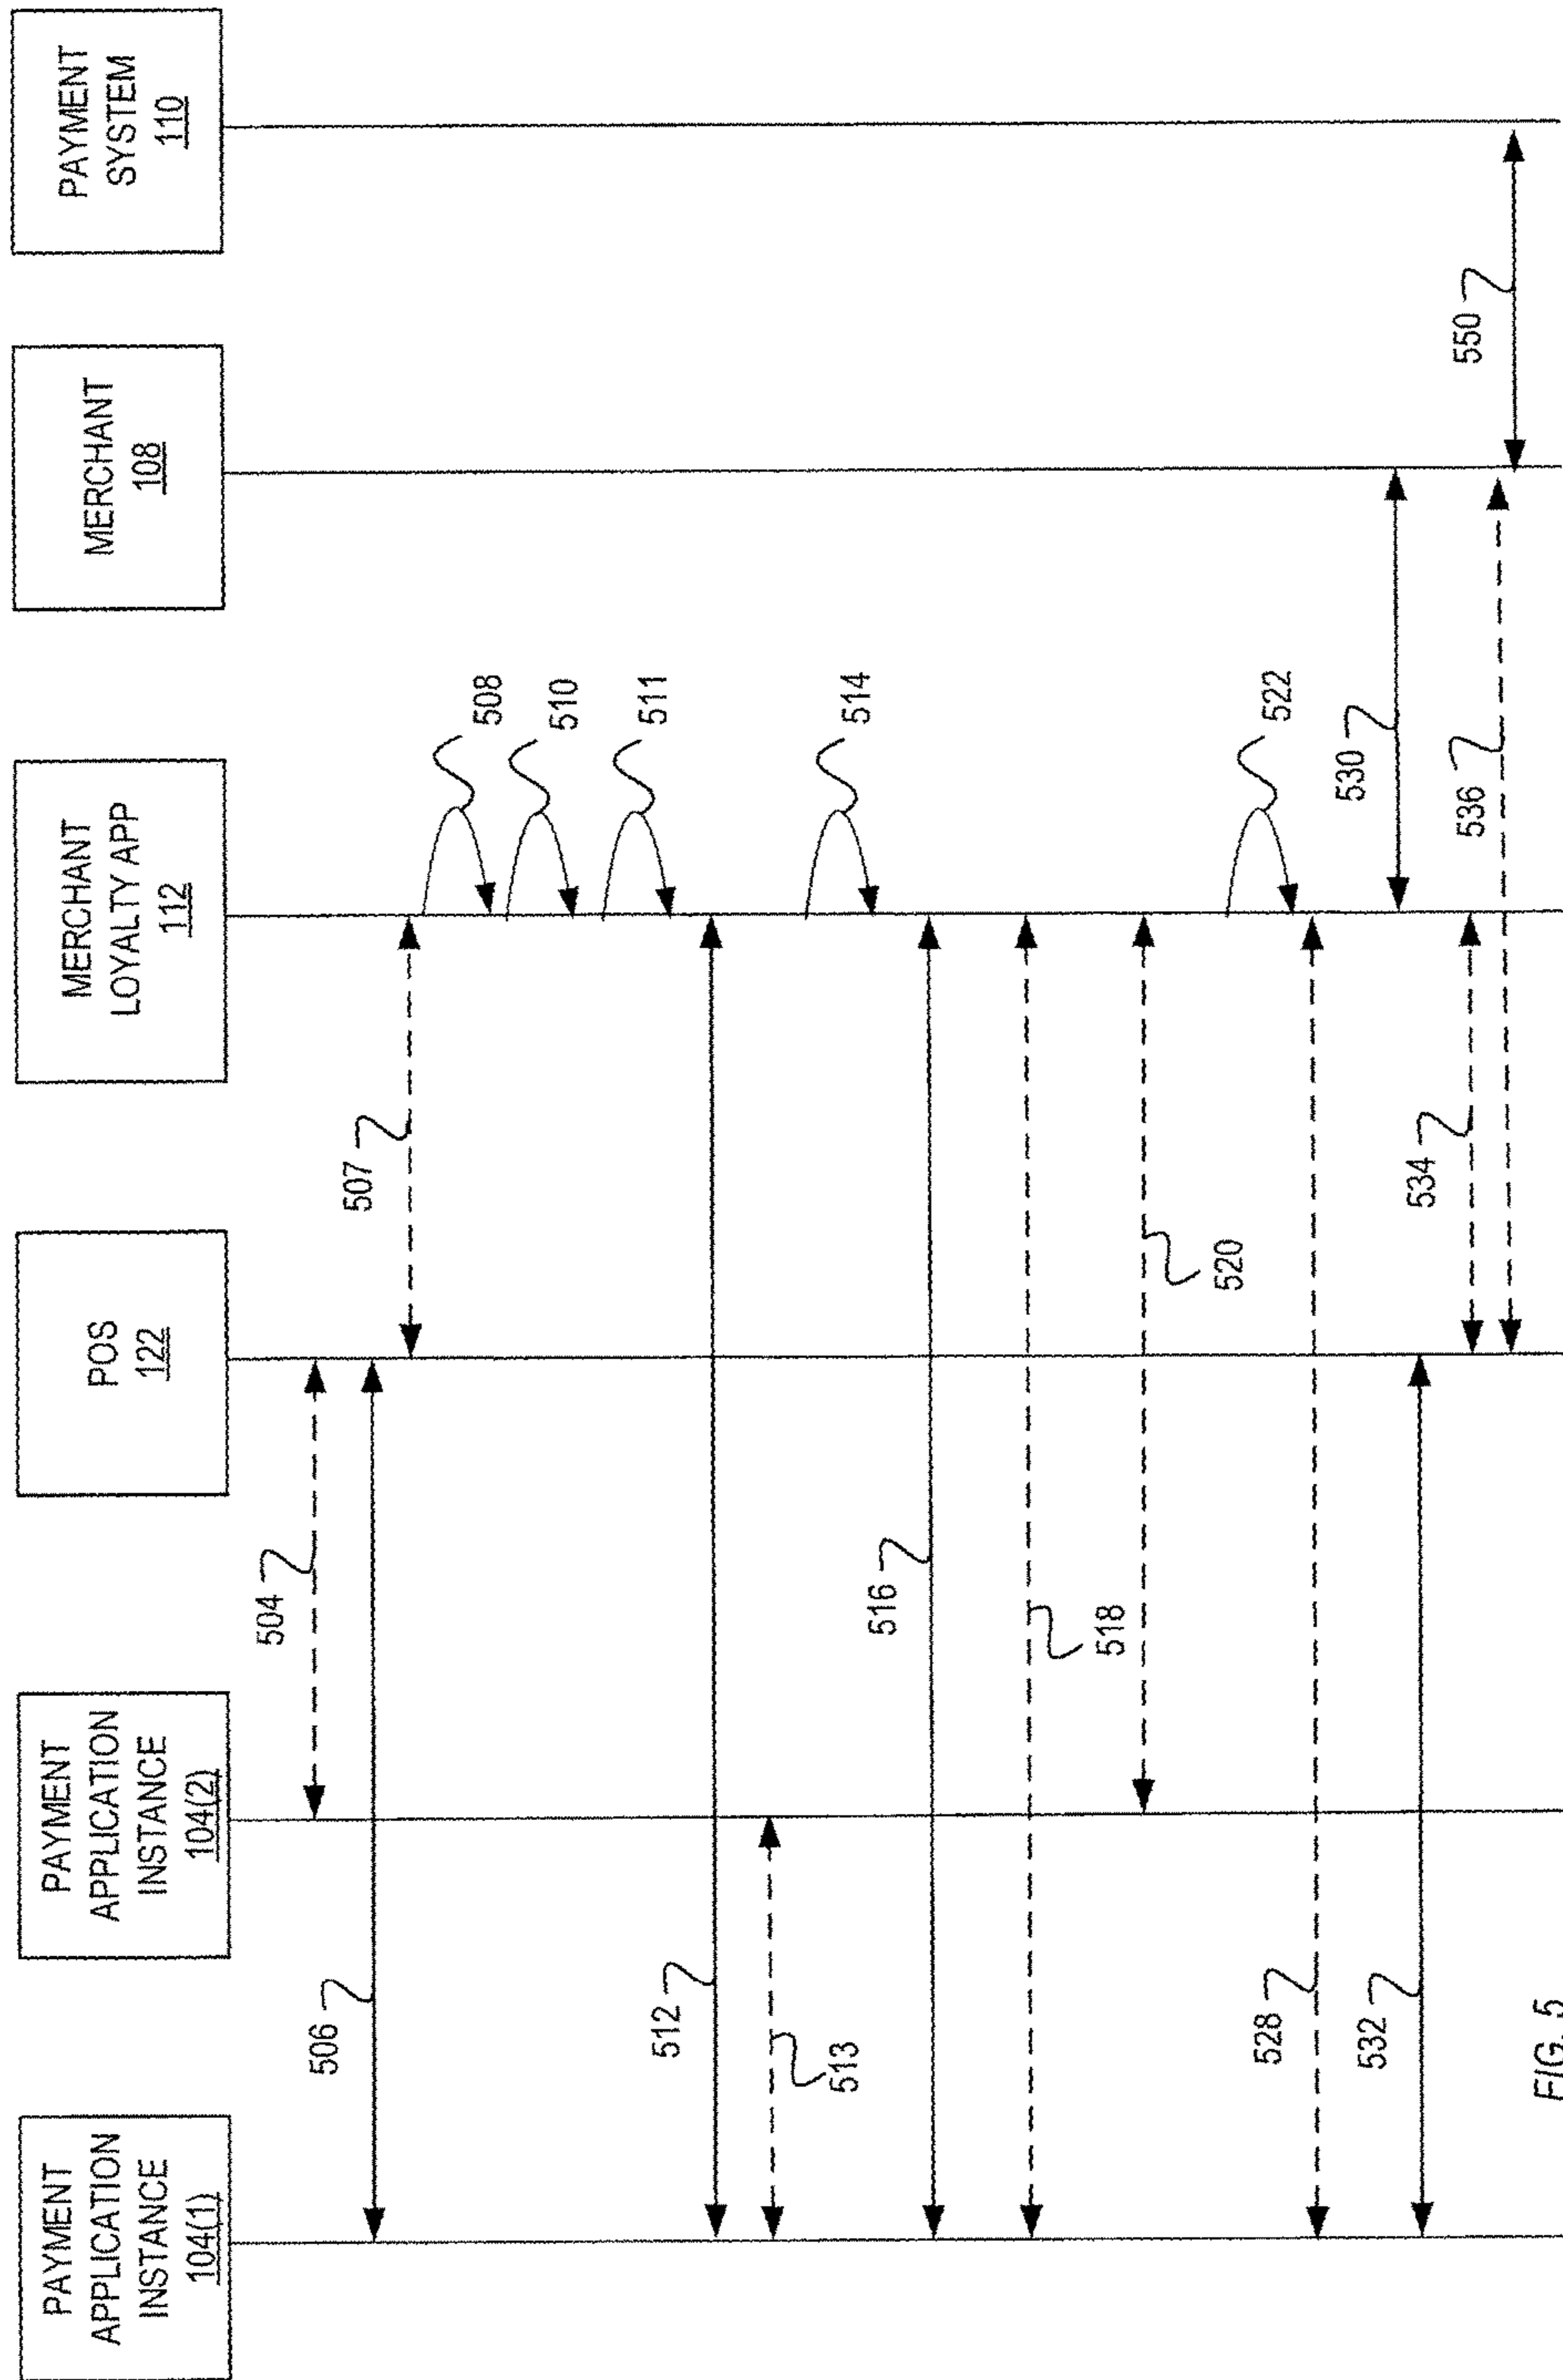 PAYMENT
APPLICATION
INSTANCE
104(1)
PAYMENT
APPLICATION
INSTANCE
104(2)
POS
122
MERCHANT
LOYALTY APP
112
MERCHANT
108
PAYMENT
SYSTEM
110
504
506
507
508
510
511
512
513
514
516
518
520
522
528
530
532
534
536
550
FIG. 5